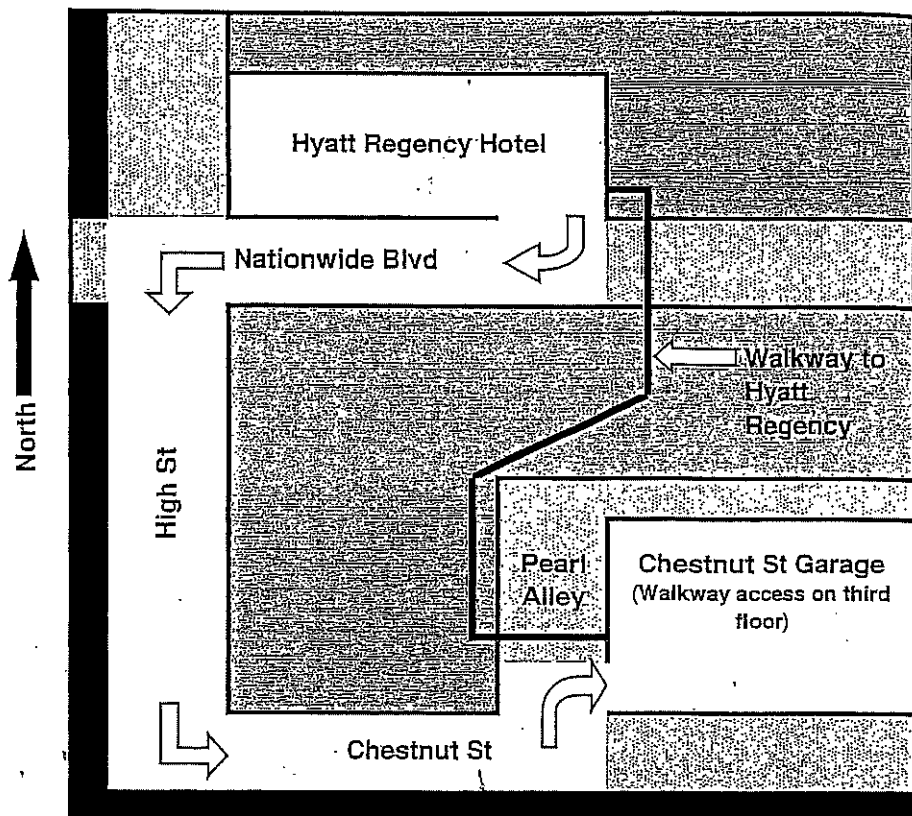 Hyatt Regency Hotel
Nationwide Blvd
Walkway to
Hyatt
Regency
North
High St
Pearl
Alley
Chestnut St Garage
(Walkway access on third
floor)
Chestnut St